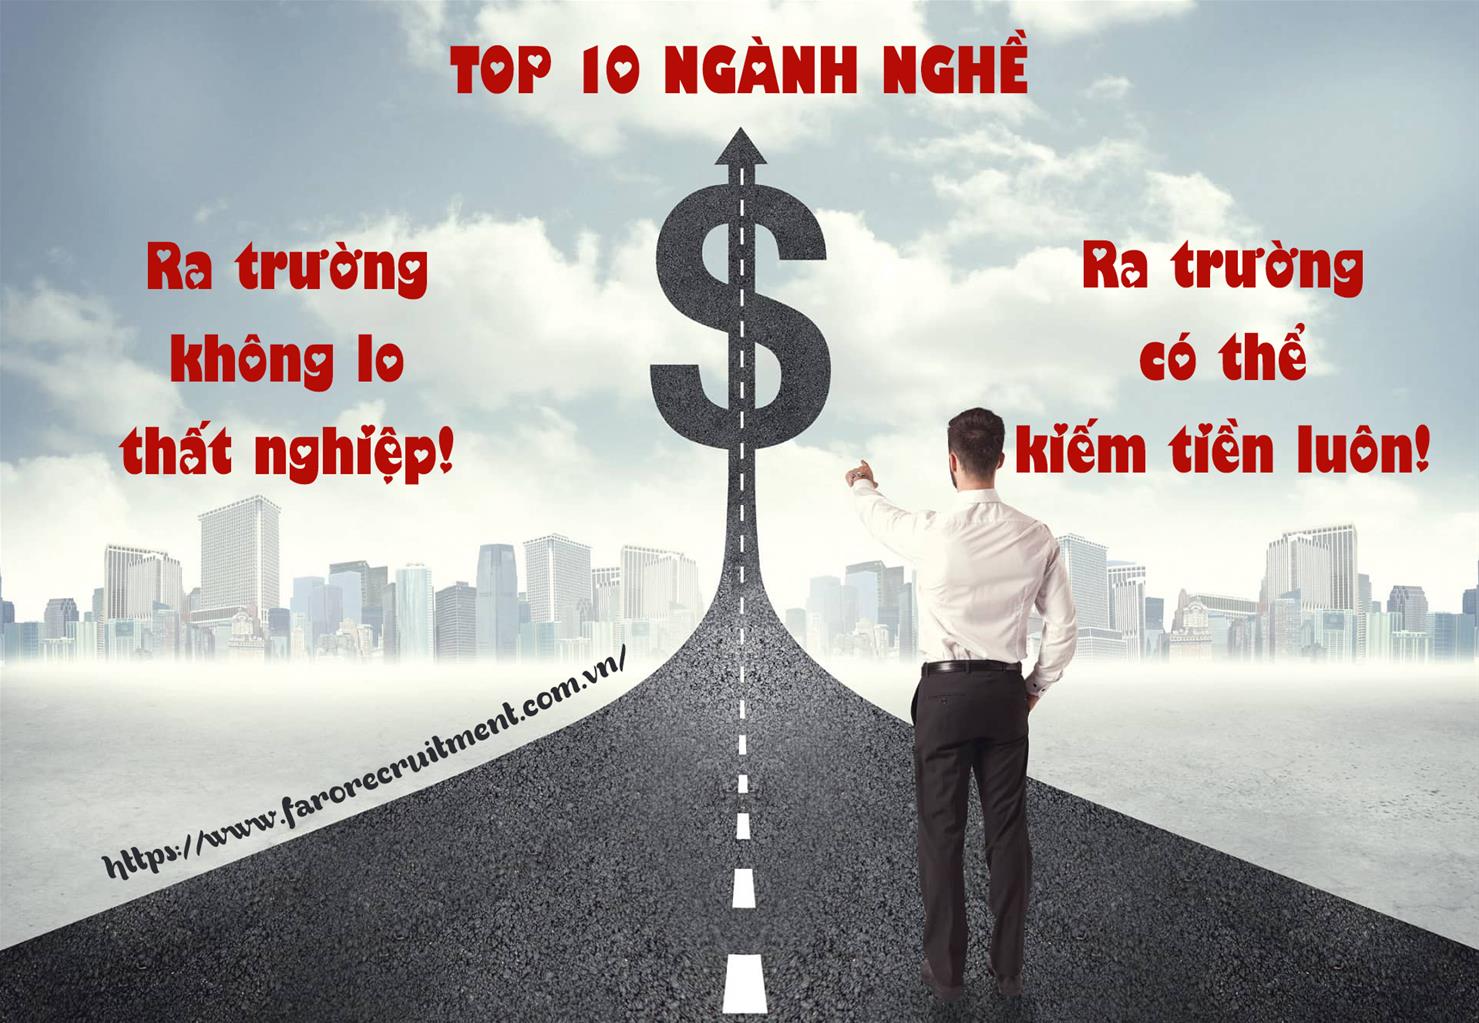 TOP 10 NGÀNH NGHỀ
Ra trường
không lo
thất nghiệp!
Ra trường
có thể
kiếm tiền luôn!
https://www.farorecruitment.com.vn/